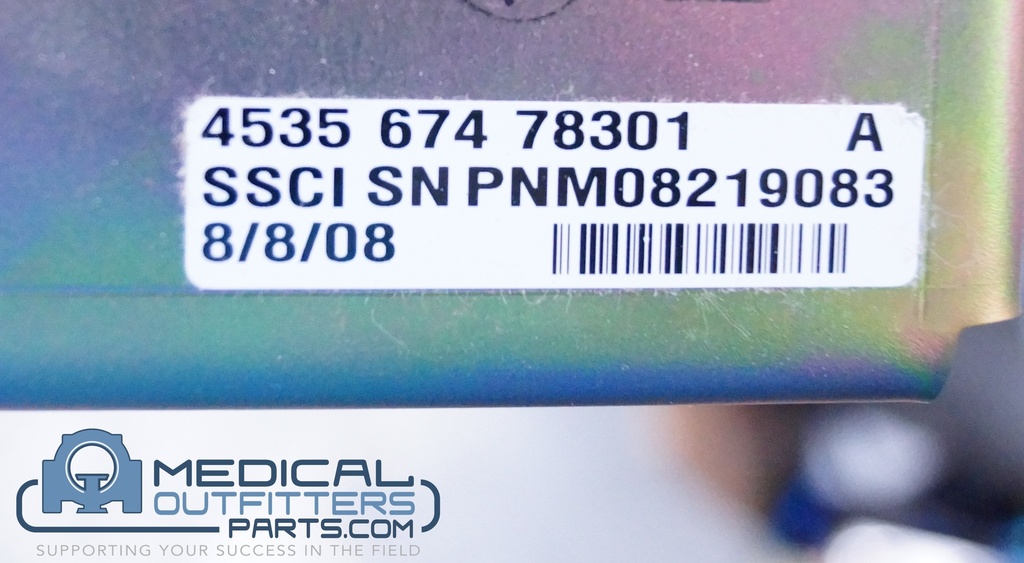 4535 674 78301 A
SSCI SN PNM08219083
8/8/08
MEDICAL
OUTFITTERS
PARTS.COM
SUPPORTING YOUR SUCCESS IN THE FIELD